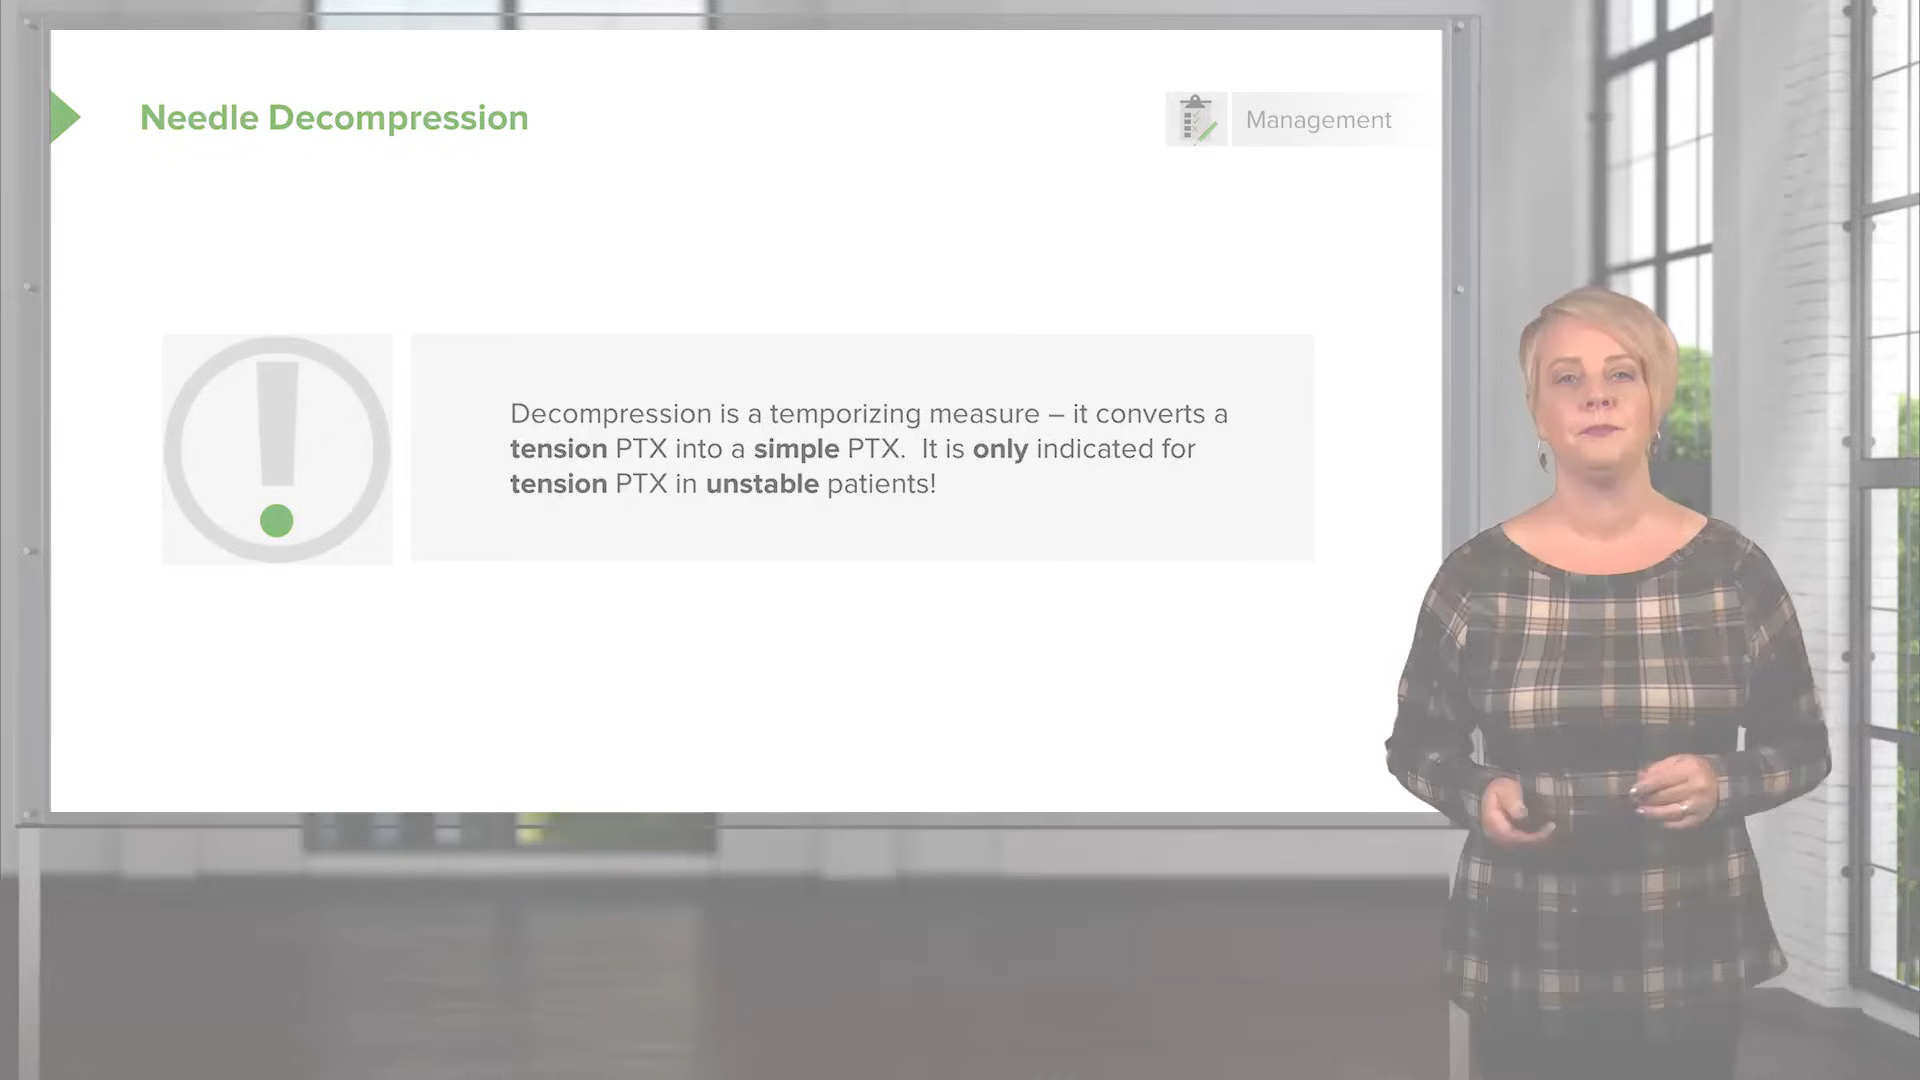 Needle Decompression
Management
Decompression is a temporizing measure – it converts a
tension PTX into a simple PTX.  It is only indicated for
tension PTX in unstable patients!